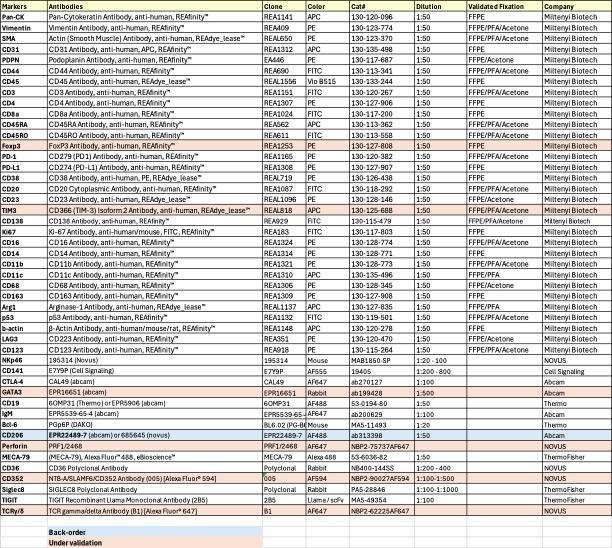 Markers Antibodies Clone Color Cat# Dilution Validated Fixation Company
Pan-CK Pan-Cytokeratin Antibody, anti-human, REAfinity™ REA1141 APC 130-120-096 1:50 FFPE Miltenyi Biotech
Vimentin Vimentin Antibody, anti-human, REAfinity™ REA409 PE 130-123-774 1:50 FFPE/PFA/Acetone Miltenyi Biotech
SMA Actin (Smooth Muscle) Antibody, anti-human, REAdye_lease™ REAL650 PE 130-123-370 1:50 FFPE/PFA/Acetone Miltenyi Biotech
CD31 CD31 Antibody, anti-human, APC, REAfinity™ REA1312 APC 130-135-498 1:50 FFPE Miltenyi Biotech
PDPN Podoplanin Antibody, anti-human, REAfinity™ EA446 PE 130-117-687 1:50 FFPE/Acetone Miltenyi Biotech
CD44 CD44 Antibody, anti-human, REAfinity™ REA690 FITC 130-113-341 1:50 FFPE/PFA/Acetone Miltenyi Biotech
CD45 CD45 Antibody, anti-human, REAdye_lease™ REAL1556 Vio B515 130-133-244 1:50 FFPE Miltenyi Biotech
CD3 CD3 Antibody, anti-human, REAfinity™ REA1151 FITC 130-120-267 1:50 FFPE/PFA/Acetone Miltenyi Biotech
CD4 CD4 Antibody, anti-human, REAfinity™ REA1307 PE 130-127-906 1:50 FFPE Miltenyi Biotech
CD8a CD8a Antibody, anti-human, REAfinity™ REA1024 FITC 130-117-200 1:50 FFPE Miltenyi Biotech
CD45RA CD45RA Antibody, anti-human, REAfinity™ REA562 APC 130-113-362 1:50 FFPE/PFA/Acetone Miltenyi Biotech
CD45RO CD45RO Antibody, anti-human, REAfinity™ REA611 APC 130-113-558 1:50 FFPE/PFA/Acetone Miltenyi Biotech
Foxp3 FoxP3 Antibody, anti-human, REAfinity™ REA1253 PE 130-127-808 1:50 FFPE Miltenyi Biotech
PD-1 CD279 (PD1) Antibody, anti-human, REAfinity™ REA1165 PE 130-120-382 1:50 FFPE/PFA/Acetone Miltenyi Biotech
PD-L1 CD274 (PD-L1) Antibody, anti-human, REAfinity™ REA1308 PE 130-127-907 1:50 FFPE Miltenyi Biotech
CD38 CD38 Antibody, anti-human, PE, REAdye_lease™ REAL719 PE 130-126-438 1:50 FFPE Miltenyi Biotech
CD20 CD20 Cytoplasmic Antibody, anti-human, REAfinity™ REA1087 FITC 130-118-292 1:50 FFPE/PFA/Acetone Miltenyi Biotech
CD23 CD23 Antibody, anti-human, REAdye_lease™ REAL1096 PE 130-128-146 1:50 FFPE Miltenyi Biotech
TIM3 CD366 (TIM-3) Isoform 2 Antibody, anti-human, REAdye_lease™ REAL818 APC 130-125-688 1:50 FFPE/PFA/Acetone Miltenyi Biotech
CD138 CD138 Antibody, anti-human, REAfinity™ REA929 FITC 130-115-479 1:50 FFPE/PFA/Acetone Miltenyi Biotech
Ki67 Ki-67 Antibody, anti-human/mouse, FITC, REAfinity™ REA183 FITC 130-117-803 1:50 FFPE Miltenyi Biotech
CD16 CD16 Antibody, anti-human, REAfinity™ REA1324 PE 130-128-774 1:50 FFPE/PFA/Acetone Miltenyi Biotech
CD14 CD14 Antibody, anti-human, REAfinity™ REA1314 PE 130-128-771 1:50 FFPE Miltenyi Biotech
CD11b CD11b Antibody, anti-human, REAfinity™ REA1321 PE 130-128-773 1:50 FFPE/PFA/Acetone Miltenyi Biotech
CD11c CD11c Antibody, anti-human, REAfinity™ REA1310 APC 130-135-496 1:50 FFPE/PFA Miltenyi Biotech
CD68 CD68 Antibody, anti-human, REAfinity™ REA1306 PE 130-128-345 1:50 FFPE/PFA/Acetone Miltenyi Biotech
CD163 CD163 Antibody, anti-human, REAfinity™ REA1309 PE 130-127-908 1:50 FFPE Miltenyi Biotech
Arg1 Arginase-1 Antibody, anti-human, REAfinity™ REAL1137 APC 130-127-835 1:50 FFPE/PFA Miltenyi Biotech
p53 p53 Antibody, anti-human, REAfinity™ REA1132 FITC 130-119-501 1:50 FFPE/PFA/Acetone Miltenyi Biotech
b-actin β-Actin Antibody, anti-human/mouse/rat, REAfinity™ REA1148 APC 130-120-278 1:50 FFPE Miltenyi Biotech
LAG3 CD223 Antibody, anti-human, REAfinity™ REA351 PE 130-120-470 1:50 FFPE/PFA/Acetone Miltenyi Biotech
CD123 CD123 Antibody, anti-human, REAfinity™ REA918 PE 130-115-264 1:50 FFPE/PFA/Acetone Miltenyi Biotech
NKp46 195314 (Novus) 195314 Mouse MAB1850-SP 1:20 - 100 NOVUS
CD141 E7Y9P (Cell Signaling) E7Y9P AF555 19405 1:200 - 800 Cell Signaling
CTLA-4 CAL49 (abcam) CAL49 AF647 ab270127 1:100 Abcam
GATA3 EPR16651 (abcam) EPR16651 Rabbit ab199428 1:500 Abcam
CD19 6OMP31 (Thermo) or EPR5906 (abcam) 6OMP31 AF488 53-0194-80 1:50 Thermo
IgM EPR5539-65-4 (abcam) EPR5539-65- AF647 ab200629 1:100 Abcam
Bcl-6 PGp6P (DAKO) BL6.02 (PG-B6 Mouse MA5-11493 1:20 Thermo
CD206 EPR22489-7 (abcam) or 685645 (novus) EPR22489-7 AF488 ab313398 1:50 Abcam
Perforin PRF1/2468 PRF1/2468 AF647 NBP2-75737AF647 NOVUS
MECA-79 (MECA-79), Alexa Fluor™ 488, eBioscience™ MECA-79 Alexa 53-6036-82 1:50 ThermoFisher
CD36 CD36 Polyclonal Antibody Polyclonal Rabbit NB400-144SS 1:200 - 400 NOVUS
CD352 NTB-A/SLAMF6/CD352 Antibody (005) [Alexa Fluor® 594] 005 AF594 NBP2-90027AF594 1:100-1:500 NOVUS
Siglec8 SIGLEC8 Polyclonal Antibody Polyclonal Rabbit PA5-28846 1:100-1:1000 ThermoFisher
TIGIT TIGIT Recombinant Llama Monoclonal Antibody (2B5) 2B5 Llama / scFv MA5-49354 1:100 ThermoFisher
TCRγ/δ TCR gamma/delta Antibody (B1) [Alexa Fluor® 647] B1 AF647 NBP2-62225AF647 NOVUS
Back-order
Under validation